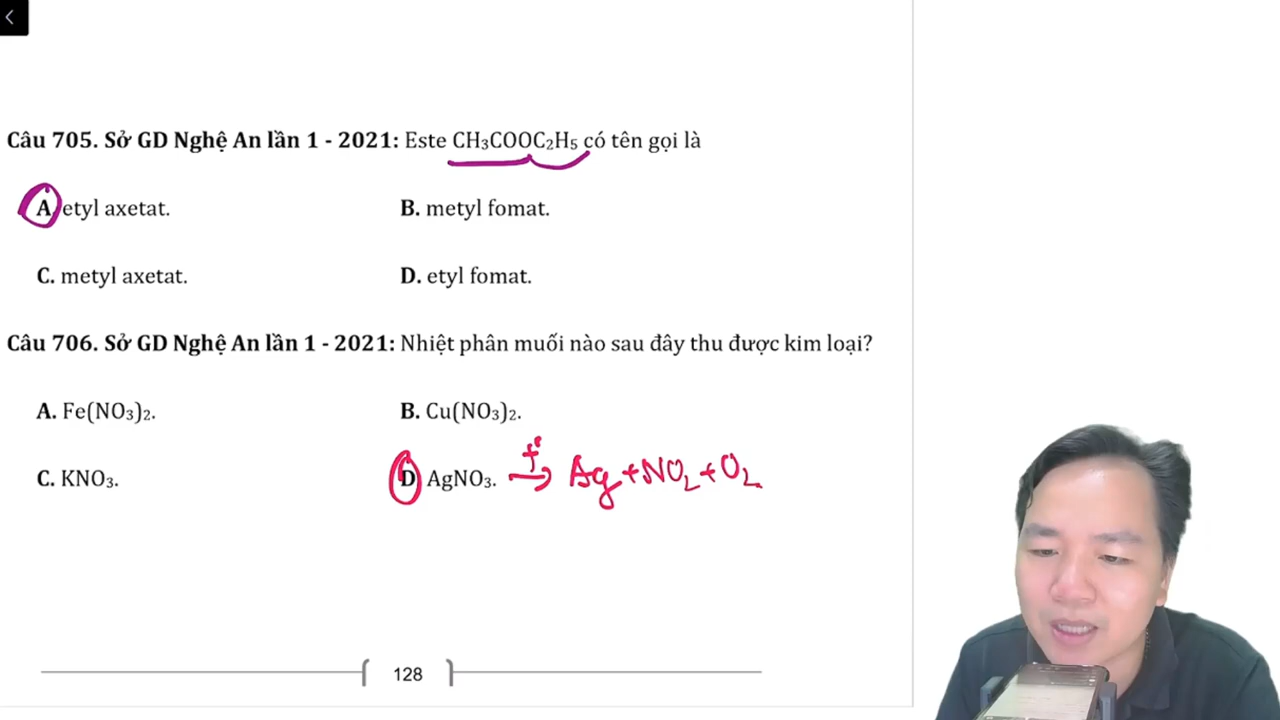 Câu 705. Sở GD Nghệ An lần 1 - 2021: Este CH₃COOC₂H₅ có tên gọi là
A. etyl axetat. B. metyl fomat.
C. metyl axetat. D. etyl fomat.
Câu 706. Sở GD Nghệ An lần 1 - 2021: Nhiệt phân muối nào sau đây thu được kim loại?
A. Fe(NO₃)₂. B. Cu(NO₃)₂.
C. KNO₃. D AgNO₃. t° → Ag + NO₂ + O₂
128